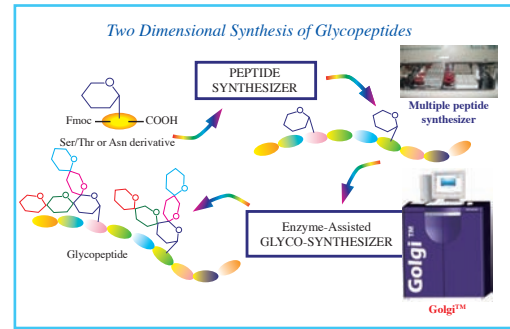 Two Dimensional Synthesis of Glycopeptides
O
Fmoc
COOH
Ser/Thr or Asn derivative
PEPTIDE
SYNTHESIZER
Multiple peptide
synthesizer
O
O
Enzyme-Assisted
GLYCO-SYNTHESIZER
Golgi™
Golgi™
O
O
O
O
O
O
O
O
O
O
Glycopeptide